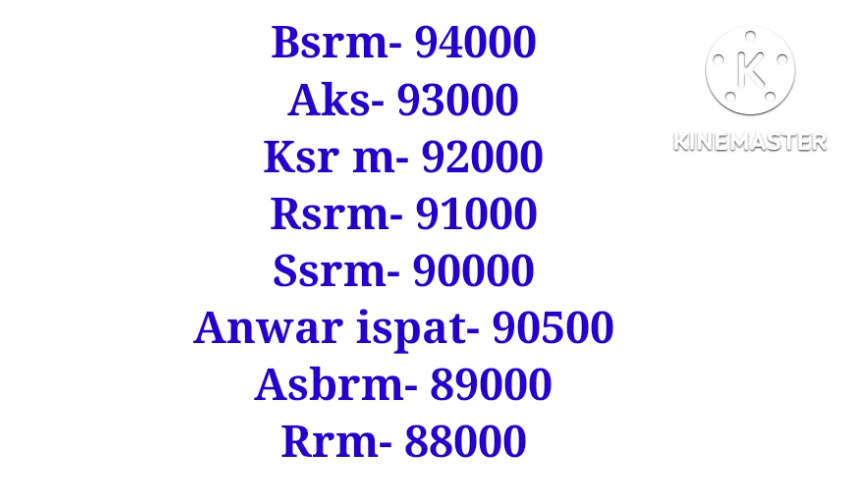 Bsrm- 94000
Aks- 93000
Ksr m- 92000
Rsrm- 91000
Ssrm- 90000
Anwar ispat- 90500
Asbrm- 89000
Rrm- 88000
K
KINEMASTER